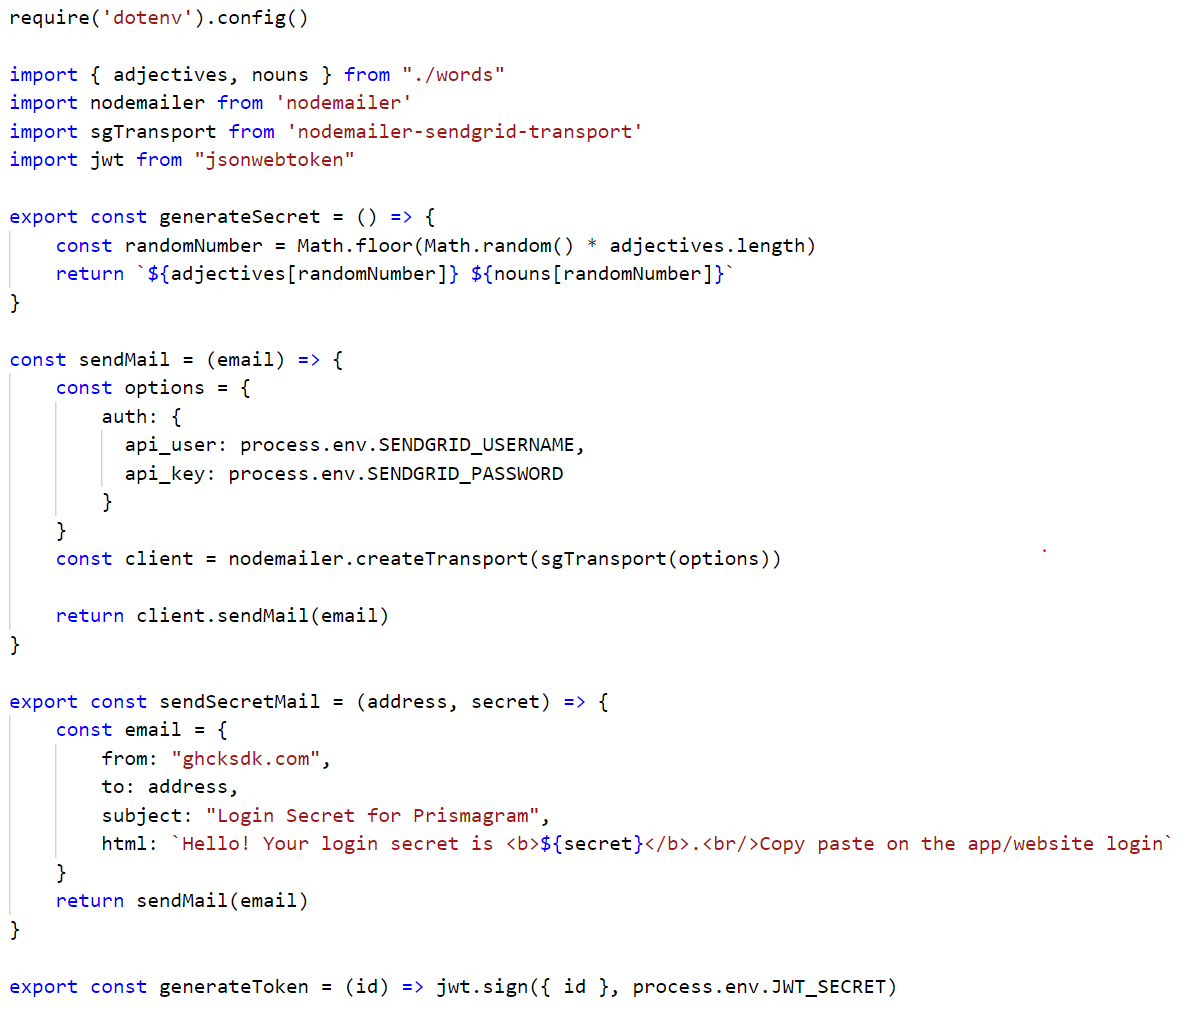 require('dotenv').config()
import { adjectives, nouns } from "./words"
import nodemailer from 'nodemailer'
import sgTransport from 'nodemailer-sendgrid-transport'
import jwt from "jsonwebtoken"
export const generateSecret = () => {
    const randomNumber = Math.floor(Math.random() * adjectives.length)
    return `${adjectives[randomNumber]} ${nouns[randomNumber]}`
}
const sendMail = (email) => {
    const options = {
        auth: {
          api_user: process.env.SENDGRID_USERNAME,
          api_key: process.env.SENDGRID_PASSWORD
        }
    }
    const client = nodemailer.createTransport(sgTransport(options))
    return client.sendMail(email)
}
export const sendSecretMail = (address, secret) => {
    const email = {
        from: "ghcksdk.com",
        to: address,
        subject: "Login Secret for Prismagram",
        html: `Hello! Your login secret is <b>${secret}</b>.<br/>Copy paste on the app/website login`
    }
    return sendMail(email)
}
export const generateToken = (id) => jwt.sign({ id }, process.env.JWT_SECRET)